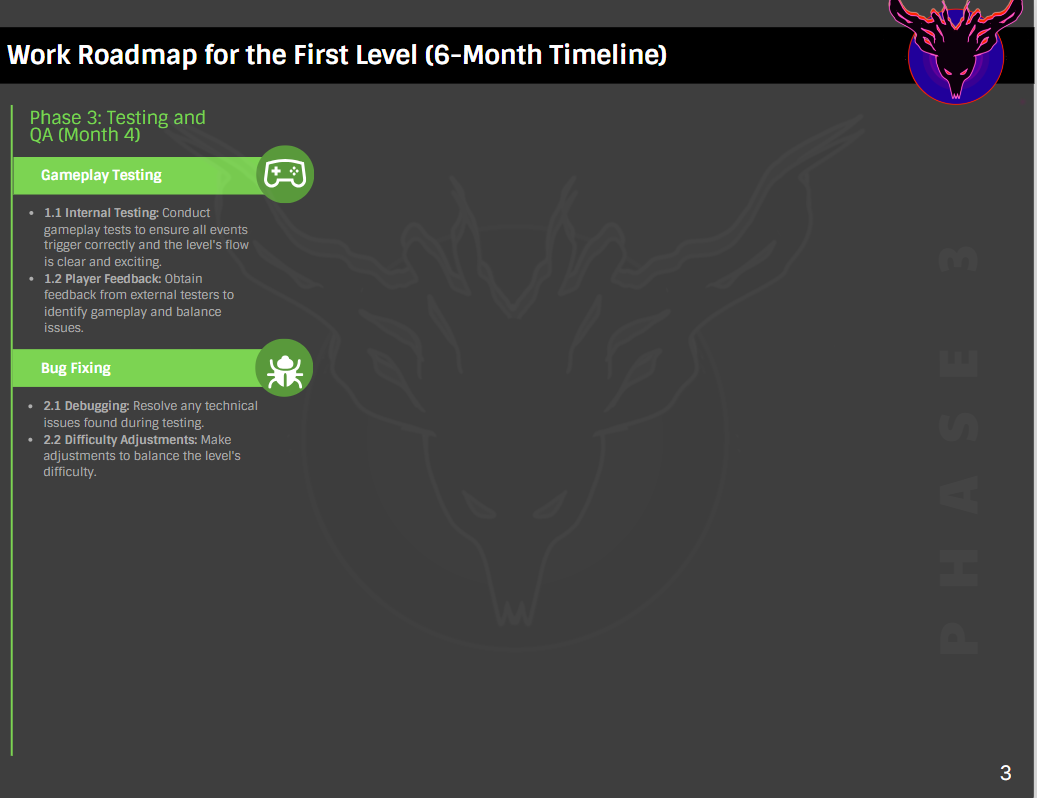 Work Roadmap for the First Level (6-Month Timeline)
Phase 3: Testing and
QA (Month 4)
Gameplay Testing
• 1.1 Internal Testing: Conduct
gameplay tests to ensure all events
trigger correctly and the level's flow
is clear and exciting.
• 1.2 Player Feedback: Obtain
feedback from external testers to
identify gameplay and balance
issues.
Bug Fixing
• 2.1 Debugging: Resolve any technical
issues found during testing.
• 2.2 Difficulty Adjustments: Make
adjustments to balance the level's
difficulty.
PHASE 3
3